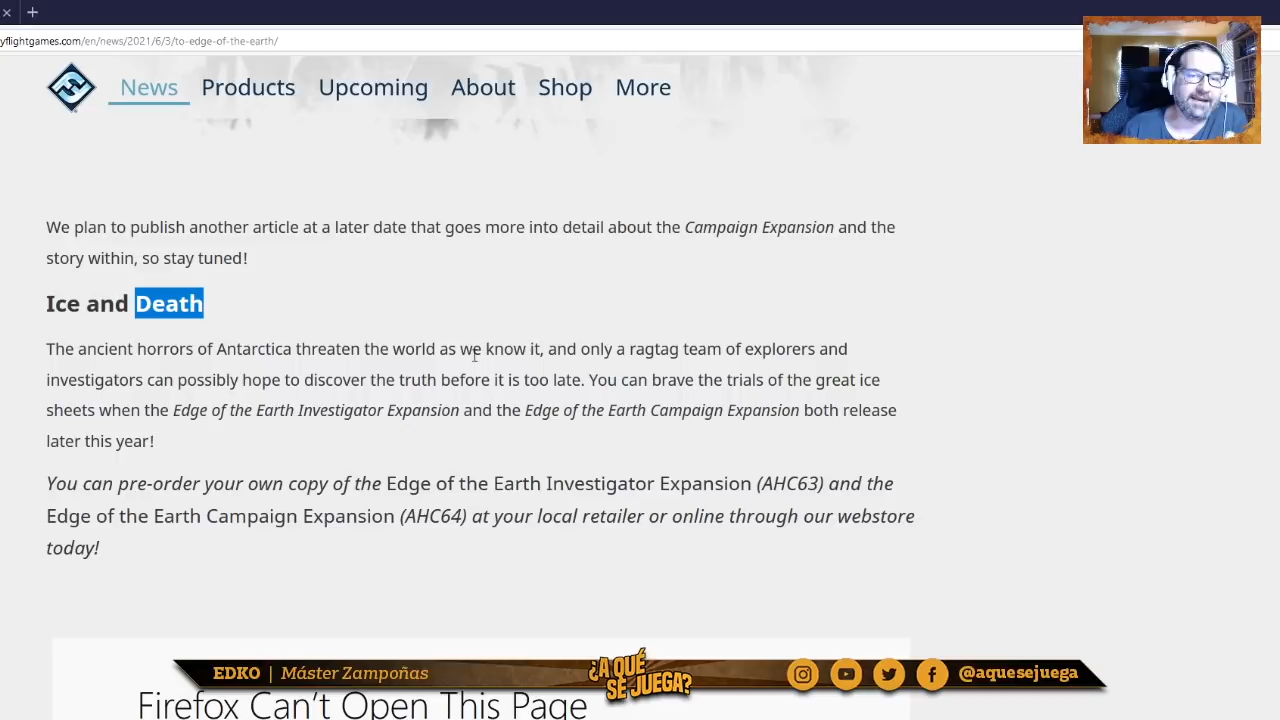 yflightgames.com/en/news/2021/6/3/to-edge-of-the-earth/
News Products Upcoming About Shop More
We plan to publish another article at a later date that goes more into detail about the Campaign Expansion and the
story within, so stay tuned!
Ice and Death
The ancient horrors of Antarctica threaten the world as we know it, and only a ragtag team of explorers and
investigators can possibly hope to discover the truth before it is too late. You can brave the trials of the great ice
sheets when the Edge of the Earth Investigator Expansion and the Edge of the Earth Campaign Expansion both release
later this year!
You can pre-order your own copy of the Edge of the Earth Investigator Expansion (AHC63) and the
Edge of the Earth Campaign Expansion (AHC64) at your local retailer or online through our webstore
today!
EDKO | Máster Zampoñas
¿A QUÉ
SE JUEGA?
@aquesejuega
Firefox Can't Open This Page